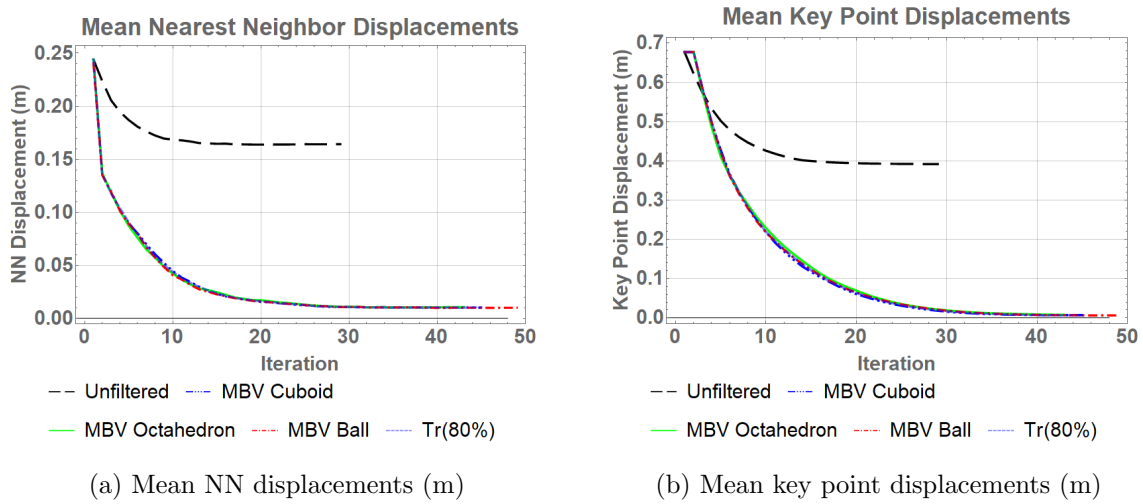 Mean Nearest Neighbor Displacements
NN Displacement (m)
0.25
0.20
0.15
0.10
0.05
0.00
0 10 20 30 40 50
Iteration
Unfiltered MBV Cuboid
MBV Octahedron MBV Ball Tr(80%)
(a) Mean NN displacements (m)
Mean Key Point Displacements
Key Point Displacement (m)
0.7
0.6
0.5
0.4
0.3
0.2
0.1
0.0
0 10 20 30 40 50
Iteration
Unfiltered MBV Cuboid
MBV Octahedron MBV Ball Tr(80%)
(b) Mean key point displacements (m)